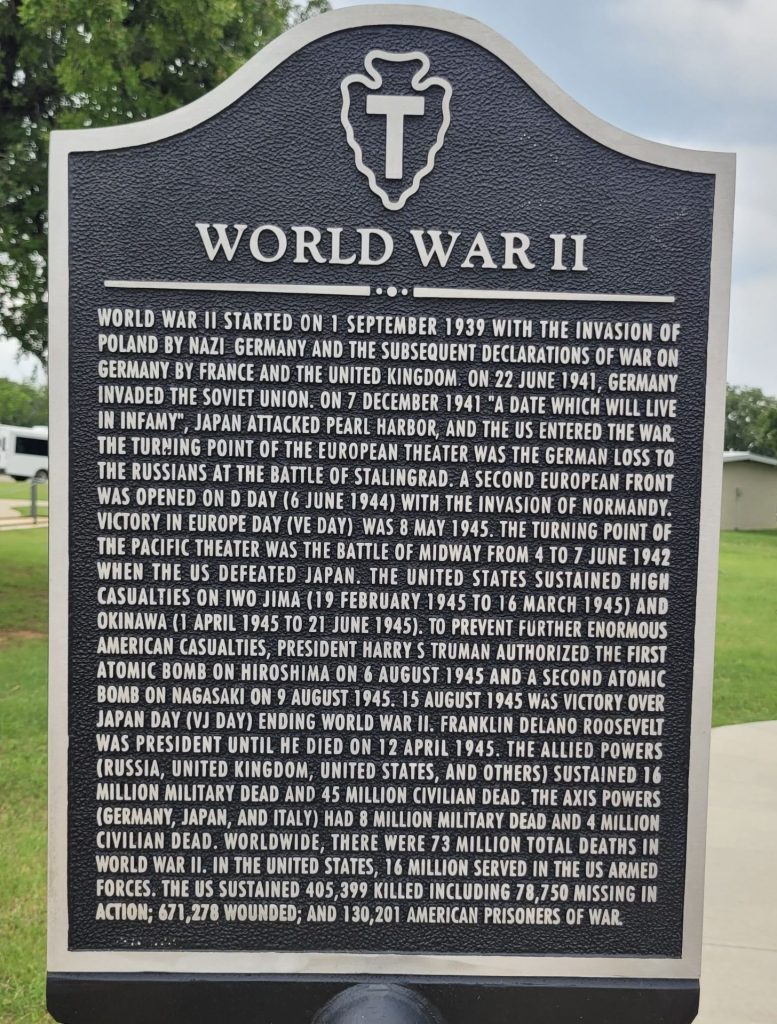 T
WORLD WAR II
WORLD WAR II STARTED ON 1 SEPTEMBER 1939 WITH THE INVASION OF
POLAND BY NAZI GERMANY AND THE SUBSEQUENT DECLARATIONS OF WAR ON
GERMANY BY FRANCE AND THE UNITED KINGDOM. ON 22 JUNE 1941, GERMANY
INVADED THE SOVIET UNION. ON 7 DECEMBER 1941 "A DATE WHICH WILL LIVE
IN INFAMY", JAPAN ATTACKED PEARL HARBOR, AND THE US ENTERED THE WAR.
THE TURNING POINT OF THE EUROPEAN THEATER WAS THE GERMAN LOSS TO
THE RUSSIANS AT THE BATTLE OF STALINGRAD. A SECOND EUROPEAN FRONT
WAS OPENED ON D DAY (6 JUNE 1944) WITH THE INVASION OF NORMANDY.
VICTORY IN EUROPE DAY (VE DAY) WAS 8 MAY 1945. THE TURNING POINT OF
THE PACIFIC THEATER WAS THE BATTLE OF MIDWAY FROM 4 TO 7 JUNE 1942
WHEN THE US DEFEATED JAPAN. THE UNITED STATES SUSTAINED HIGH
CASUALTIES ON IWO JIMA (19 FEBRUARY 1945 TO 16 MARCH 1945) AND
OKINAWA (1 APRIL 1945 TO 21 JUNE 1945). TO PREVENT FURTHER ENORMOUS
AMERICAN CASUALTIES, PRESIDENT HARRY S TRUMAN AUTHORIZED THE FIRST
ATOMIC BOMB ON HIROSHIMA ON 6 AUGUST 1945 AND A SECOND ATOMIC
BOMB ON NAGASAKI ON 9 AUGUST 1945. 15 AUGUST 1945 WAS VICTORY OVER
JAPAN DAY (VJ DAY) ENDING WORLD WAR II. FRANKLIN DELANO ROOSEVELT
WAS PRESIDENT UNTIL HE DIED ON 12 APRIL 1945. THE ALLIED POWERS
(RUSSIA, UNITED KINGDOM, UNITED STATES, AND OTHERS) SUSTAINED 16
MILLION MILITARY DEAD AND 45 MILLION CIVILIAN DEAD. THE AXIS POWERS
(GERMANY, JAPAN, AND ITALY) HAD 8 MILLION MILITARY DEAD AND 4 MILLION
CIVILIAN DEAD. WORLDWIDE, THERE WERE 73 MILLION TOTAL DEATHS IN
WORLD WAR II. IN THE UNITED STATES, 16 MILLION SERVED IN THE US ARMED
FORCES. THE US SUSTAINED 405,399 KILLED INCLUDING 78,750 MISSING IN
ACTION; 671,278 WOUNDED; AND 130,201 AMERICAN PRISONERS OF WAR.